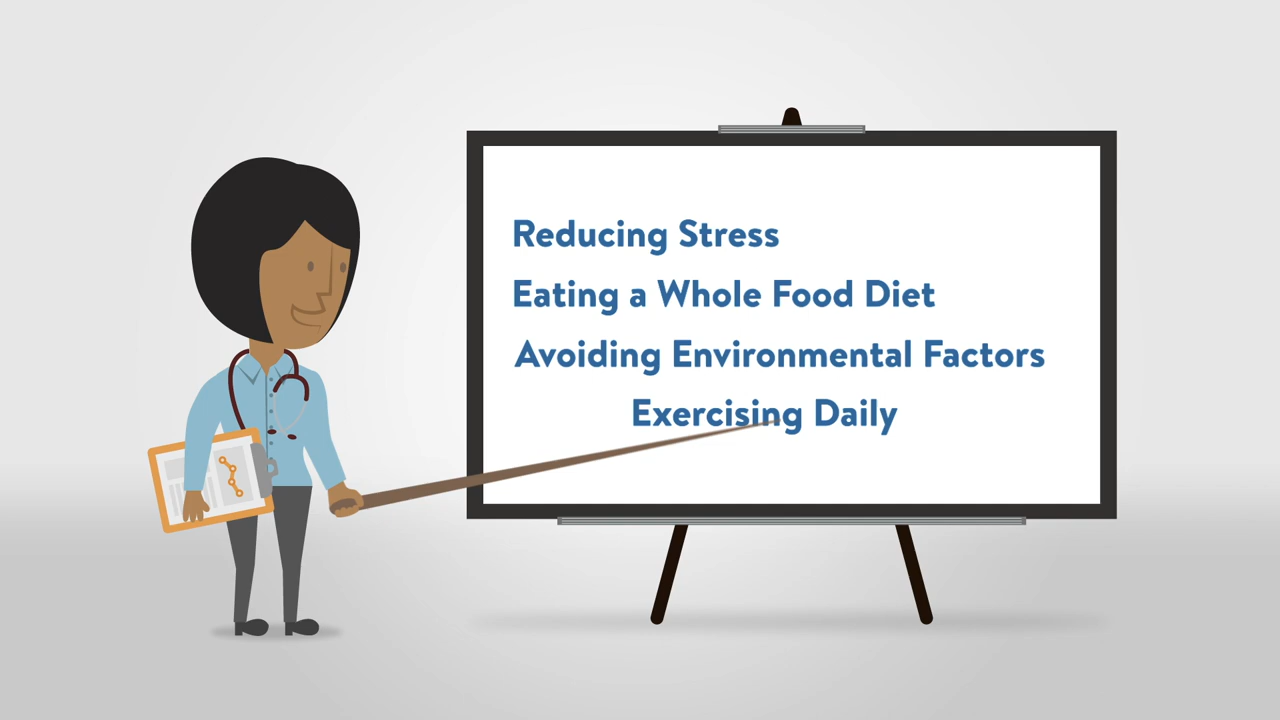 Reducing Stress
Eating a Whole Food Diet
Avoiding Environmental Factors
Exercising Daily